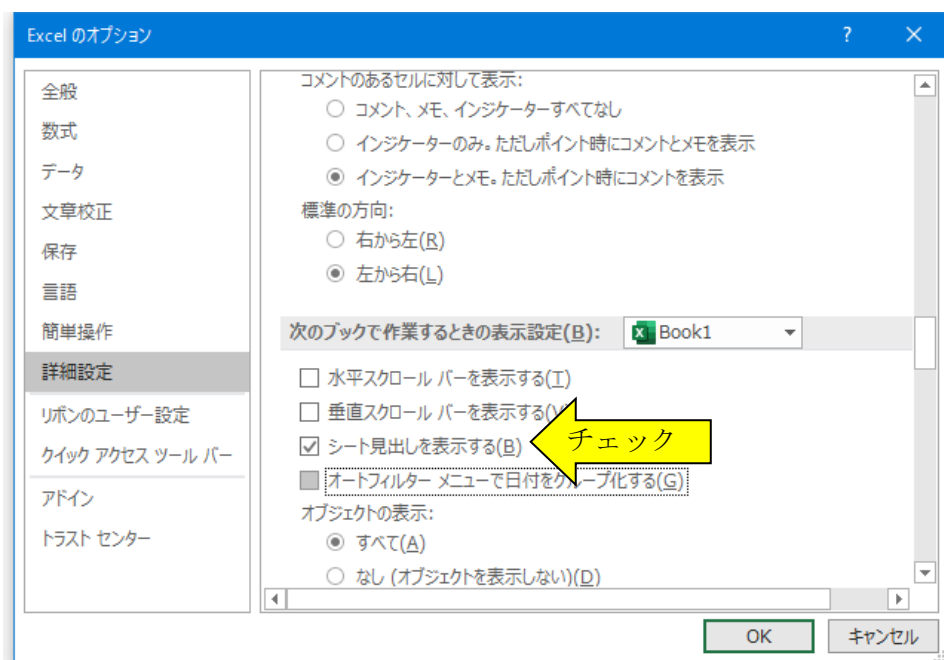 Excel のオプション
?
×
全般
数式
データ
文章校正
保存
言語
簡単操作
詳細設定
リボンのユーザー設定
クイック アクセス ツール バー
アドイン
トラスト センター
コメントのあるセルに対して表示:
コメント、メモ、インジケーターすべてなし
インジケーターのみ。ただしポイント時にコメントとメモを表示
インジケーターとメモ。ただしポイント時にコメントを表示
標準の方向:
右から左(R)
左から右(L)
次のブックで作業するときの表示設定(B): Book1
水平スクロール バーを表示する(T)
垂直スクロール バーを表示する(V)
シート見出しを表示する(B)
チェック
オートフィルター メニューで日付をグループ化する(G)
オブジェクトの表示:
すべて(A)
なし (オブジェクトを表示しない)(D)
OK
キャンセル